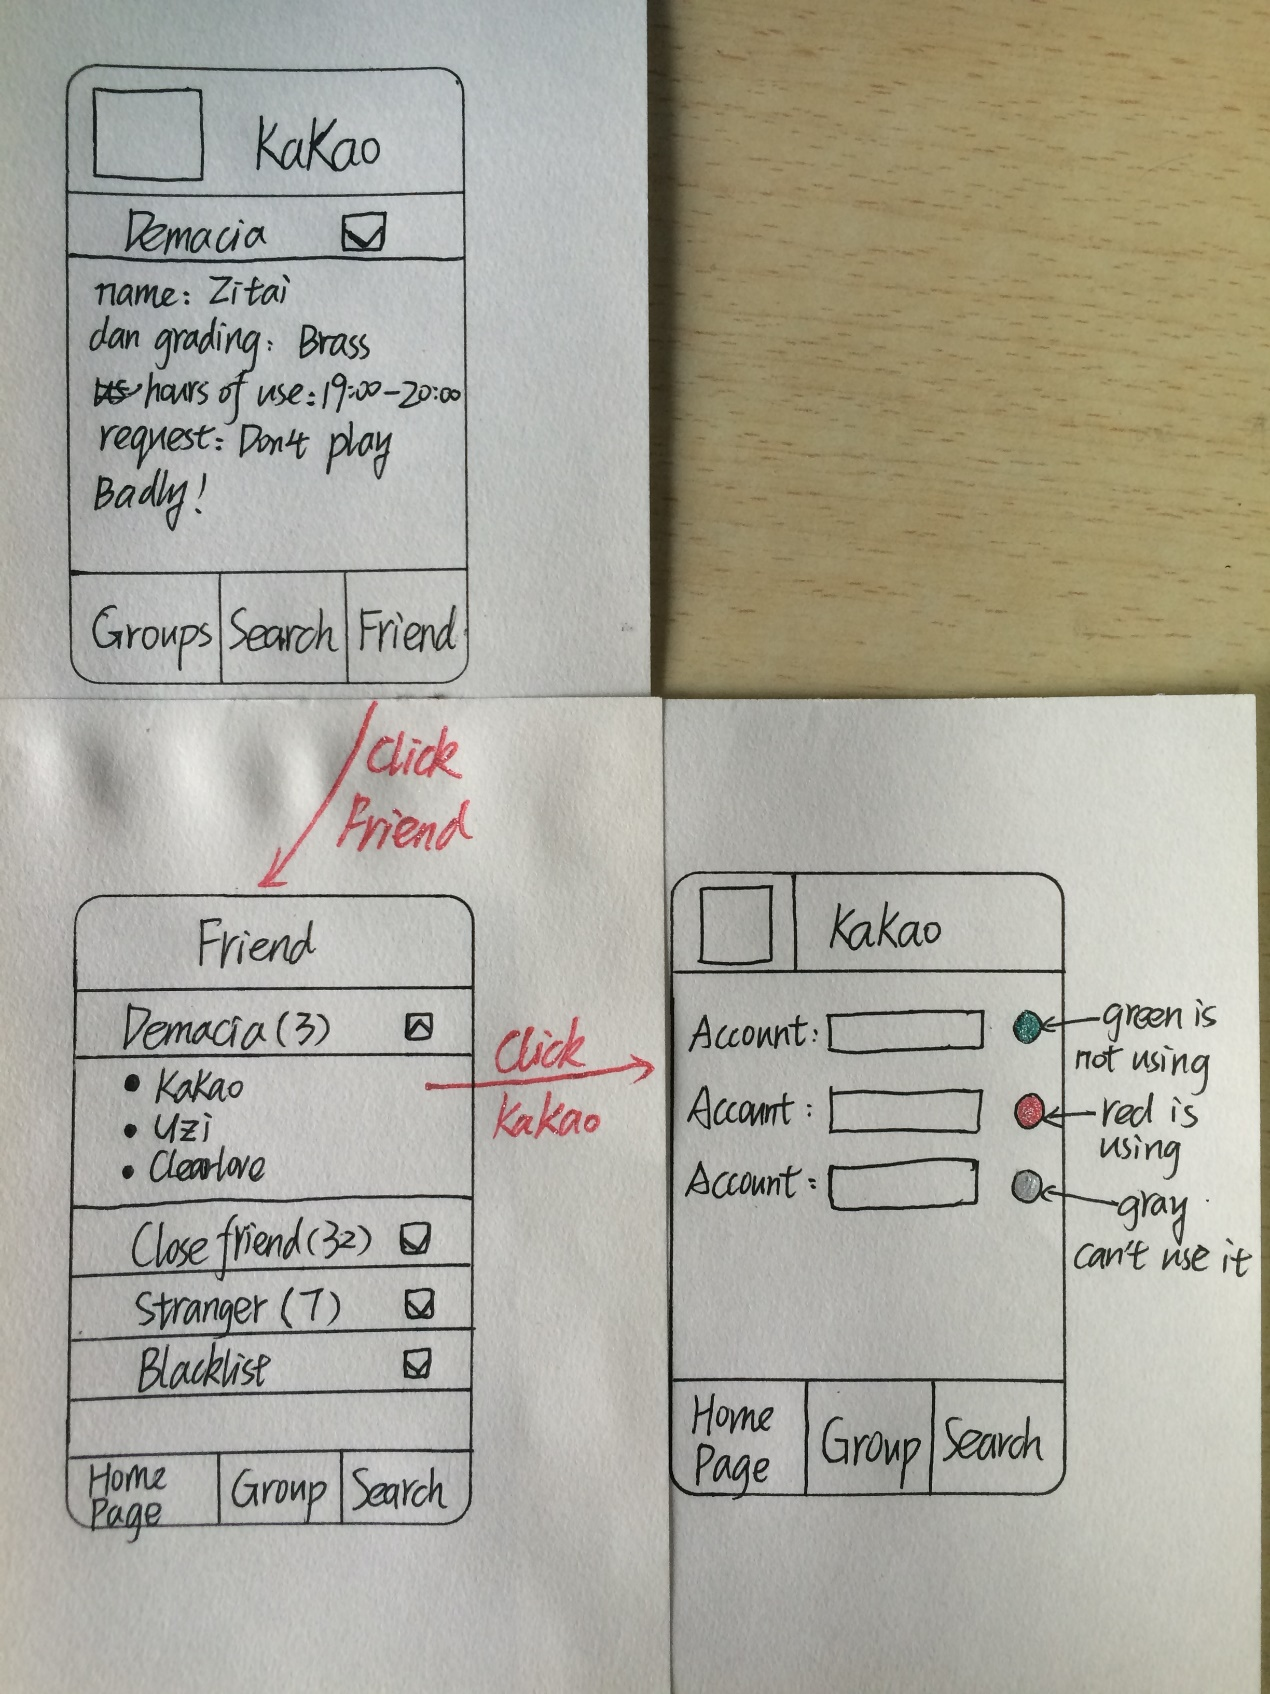 KaKao
Demacia
name: Zitai
dan grading: Brass
hours of use: 19:00-20:00
request: Don't play
Badly!
Groups Search Friend
Click
Friend
Friend
Demacia (3)
KaKao
Uzi
Clearlove
Close friend (32)
Stranger (7)
Blacklist
Home
Page
Group Search
Click
KaKao
KaKao
Account:
green is
not using
Account:
red is
using
Account:
gray
can't use it
Home
Page
Group Search